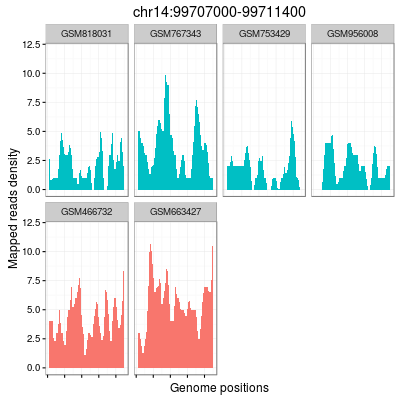 chr14:99707000-99711400
GSM818031 GSM767343 GSM753429 GSM956008
12.5
10.0
7.5
5.0
2.5
0.0
GSM466732 GSM663427
12.5
10.0
7.5
5.0
2.5
0.0
Mapped reads density
Genome positions